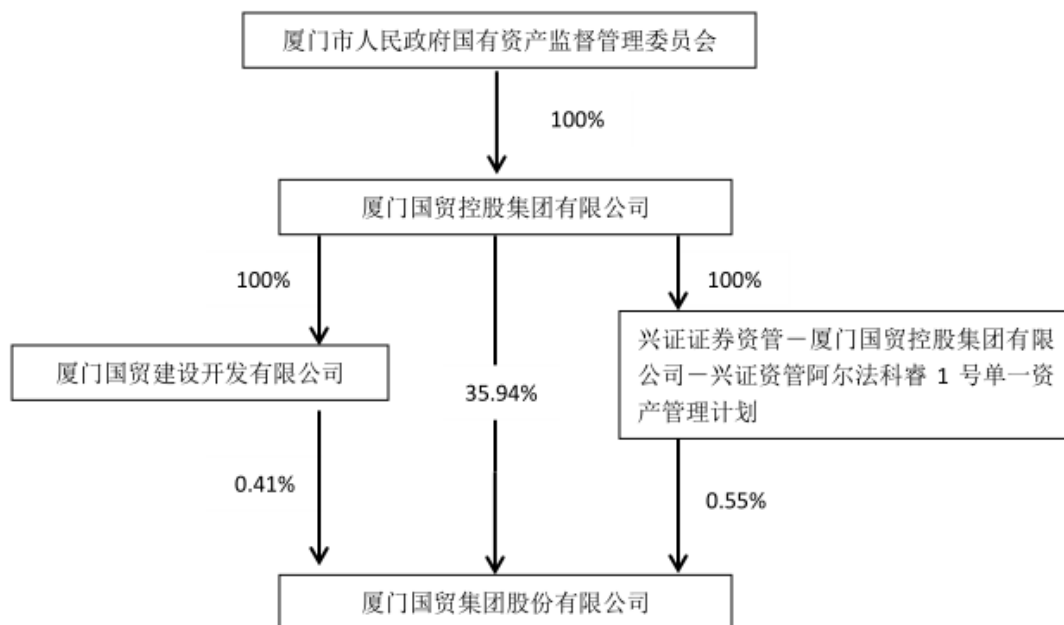 厦门市人民政府国有资产监督管理委员会
100%
厦门国贸控股集团有限公司
100%
100%
厦门国贸建设开发有限公司
35.94%
兴证证券资管－厦门国贸控股集团有限
公司－兴证资管阿尔法科睿 1 号单一资
产管理计划
0.41%
0.55%
厦门国贸集团股份有限公司